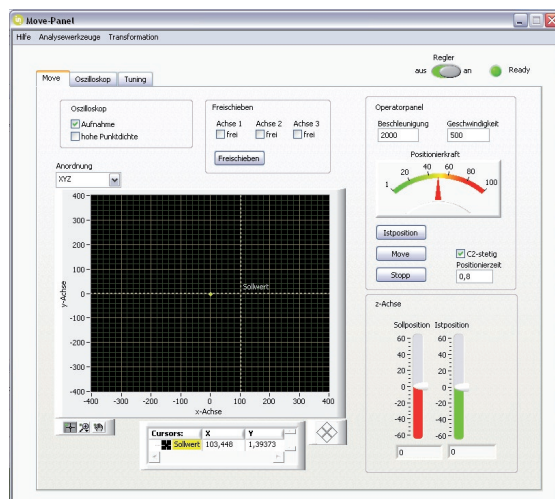 Move-Panel
Hilfe Analysewerkzeuge Transformation
Regler
aus an Ready
Move Oszilloskop Tuning
Oszilloskop
Aufnahme
hohe Punktdichte
Freischieben
Achse 1 Achse 2 Achse 3
frei frei frei
Freischieben
Operatorpanel
Beschleunigung Geschwindigkeit
2000 500
Positionierkraft
1 20 40 60 80 100
Istposition
Move
Stopp
C2-stetig
Positionierzeit
0,8
Anordnung
XYZ
400
300
200
100
0
-100
-200
-300
-400
y-Achse
Sollwert
-400 -300 -200 -100 0 100 200 300 400
x-Achse
Cursors: X Y
Sollwert 103,448 1,39373
z-Achse
Sollposition Istposition
60 60
40 40
20 20
0 0
-20 -20
-40 -40
-60 -60
0 0